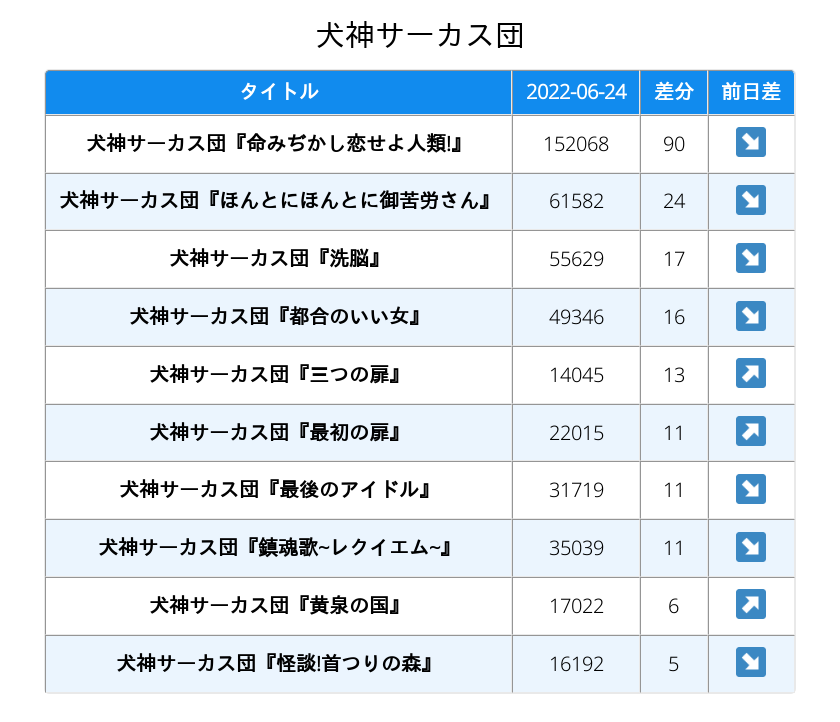 犬神サーカス団
タイトル 2022-06-24 差分 前日差
犬神サーカス団『命みぢかし恋せよ人類!』 152068 90 ↘
犬神サーカス団『ほんとにほんとに御苦労さん』 61582 24 ↘
犬神サーカス団『洗脳』 55629 17 ↘
犬神サーカス団『都合のいい女』 49346 16 ↘
犬神サーカス団『三つの扉』 14045 13 ↗
犬神サーカス団『最初の扉』 22015 11 ↗
犬神サーカス団『最後のアイドル』 31719 11 ↘
犬神サーカス団『鎮魂歌~レクイエム~』 35039 11 ↘
犬神サーカス団『黄泉の国』 17022 6 ↗
犬神サーカス団『怪談!首つりの森』 16192 5 ↘